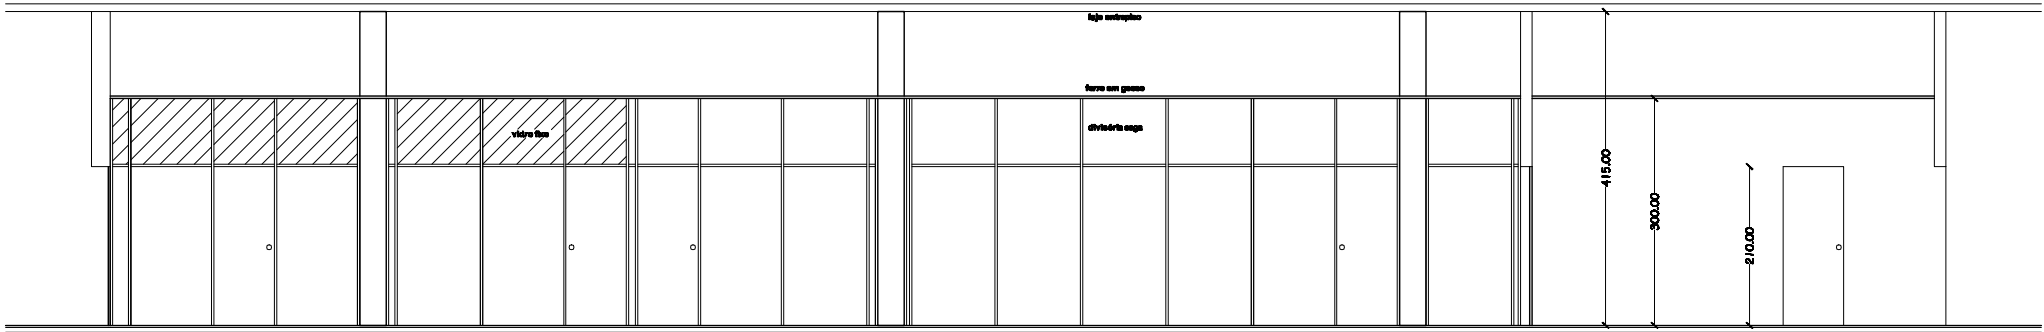 laje entrepiso
forro em gesso
vidro fixo
divisória cega
415.00
300.00
210.00